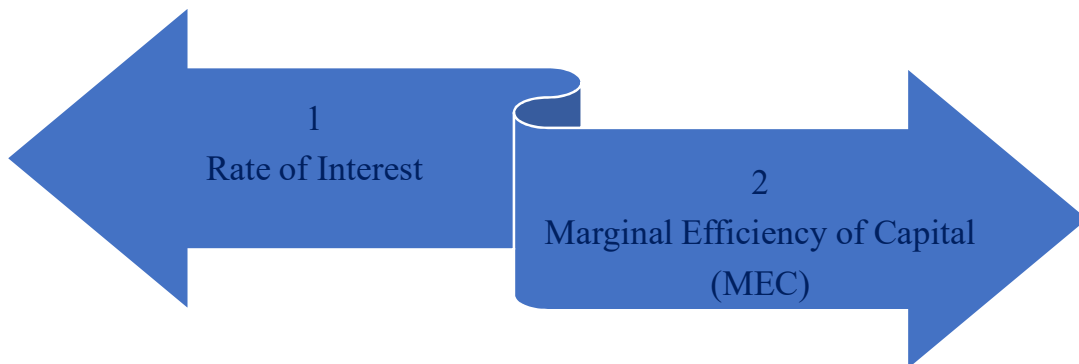 1
Rate of Interest
2
Marginal Efficiency of Capital
(MEC)